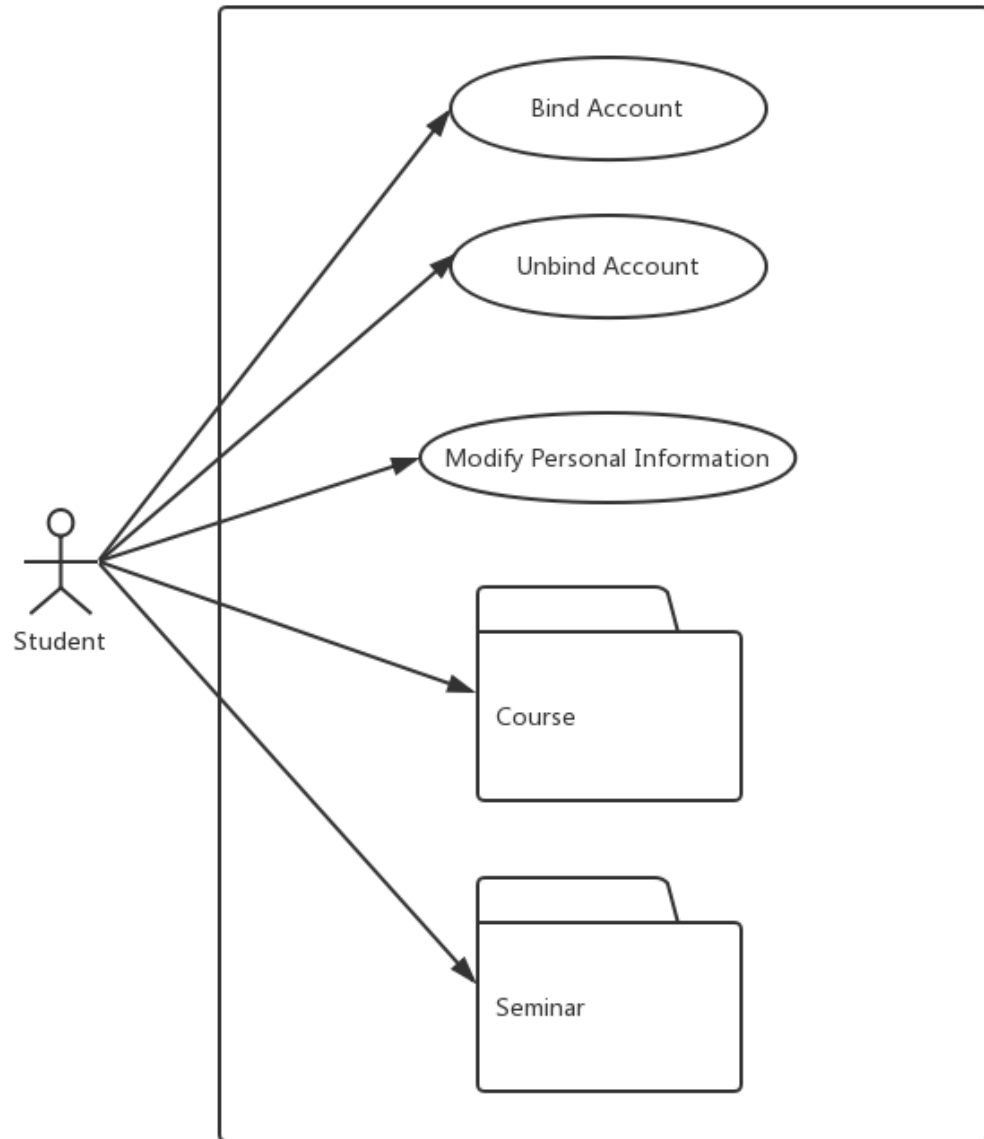 Bind Account
Unbind Account
Modify Personal Information
Student
Course
Seminar